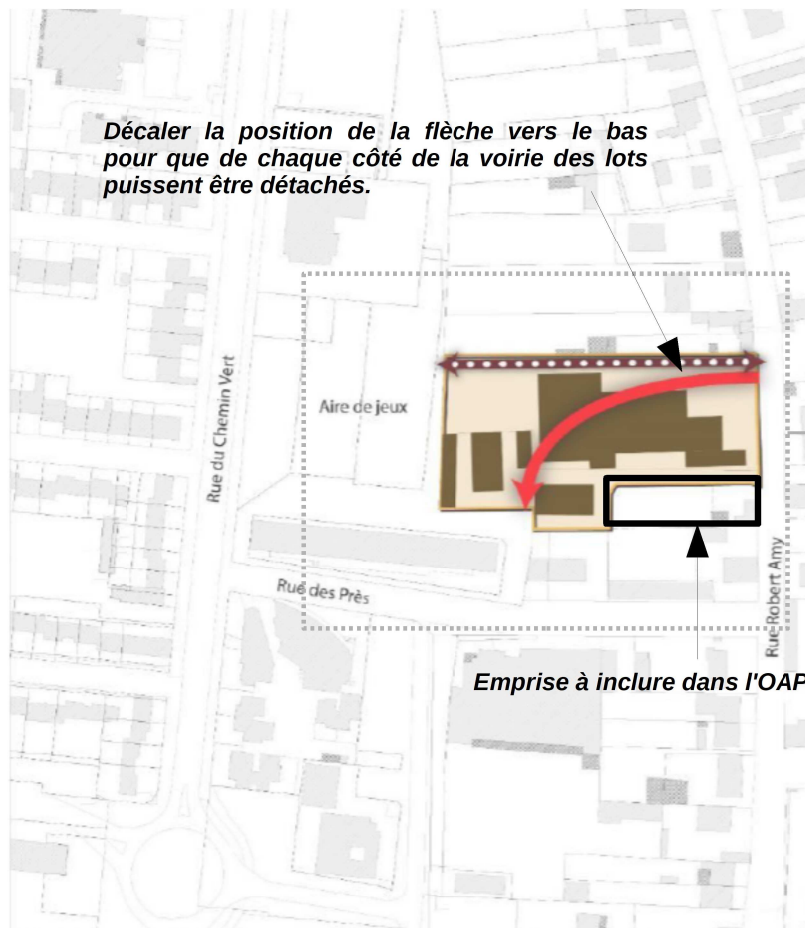 Décaler la position de la flèche vers le bas
pour que de chaque côté de la voirie des lots
puissent être détachés.
Rue du Chemin Vert
Aire de jeux
Rue des Près
Rue Robert Amy
Emprise à inclure dans l'OAP